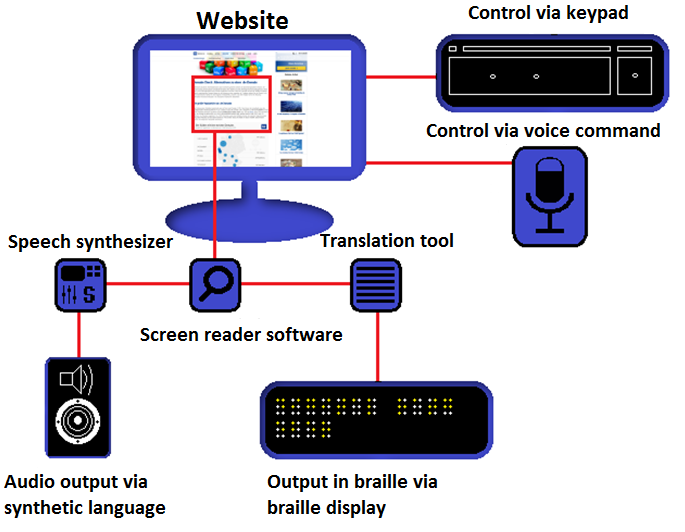 Website
Control via keypad
Control via voice command
Speech synthesizer
Translation tool
S
Screen reader software
Audio output via
synthetic language
Output in braille via
braille display